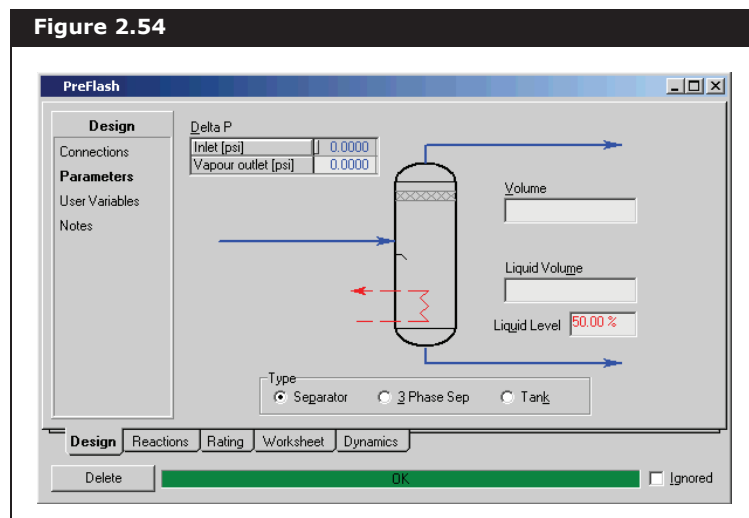 Figure 2.54
PreFlash
Design
Connections
Parameters
User Variables
Notes
Delta P
Inlet [psi] 0.0000
Vapour outlet [psi] 0.0000
Volume
Liquid Volume
Liquid Level 50.00 %
Type
Separator 3 Phase Sep Tank
Design Reactions Rating Worksheet Dynamics
Delete OK Ignored